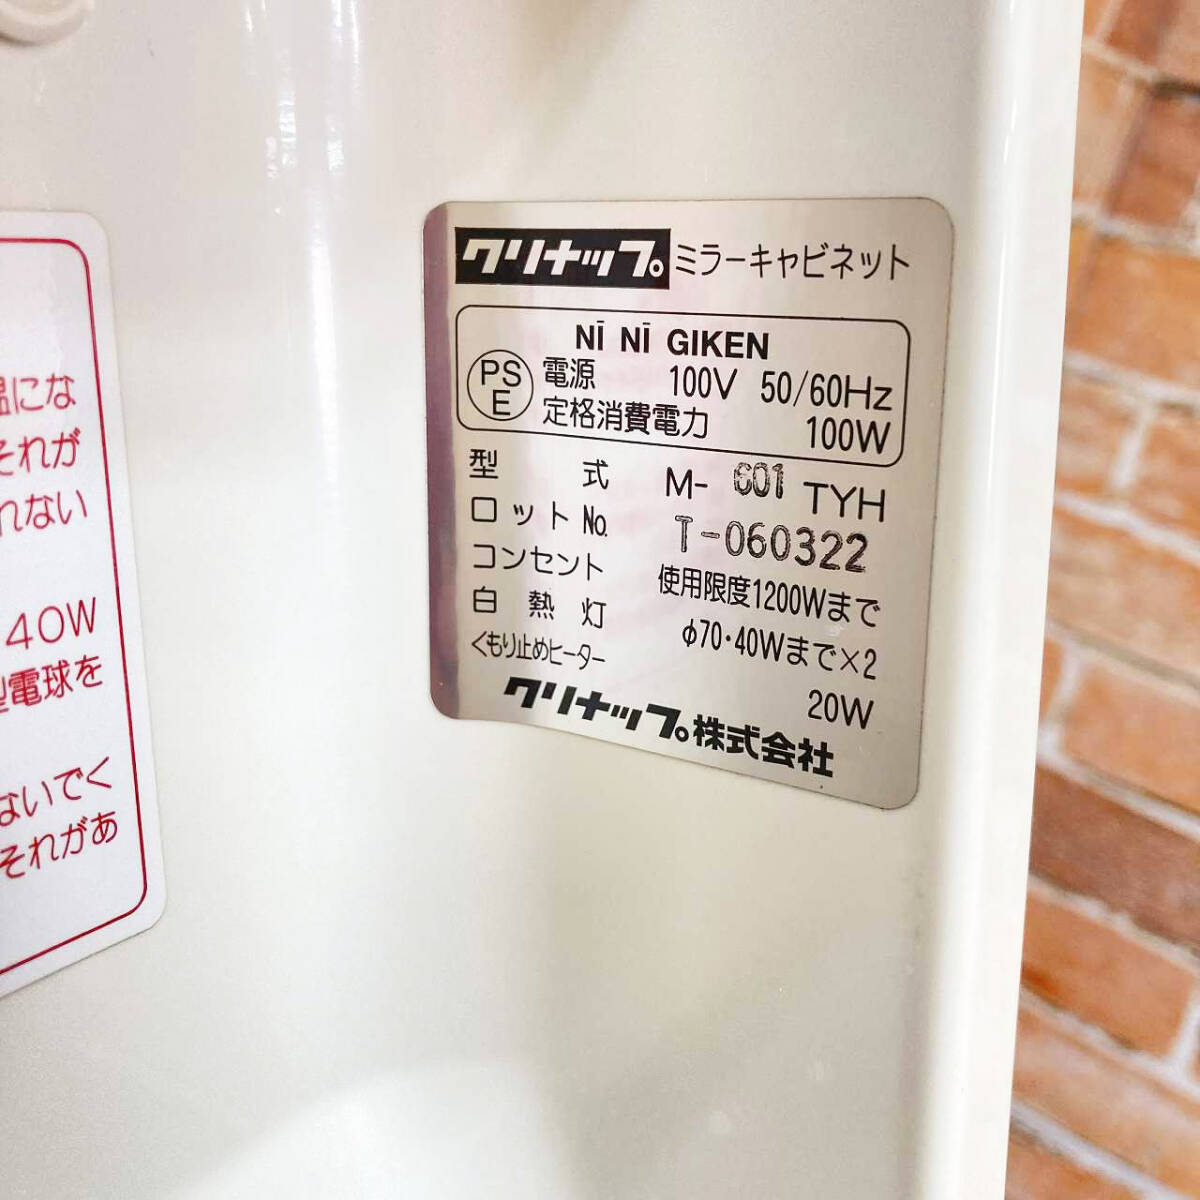 温にな
それが
れない
40W
型電球を
ないでく
それがあ
クリナップ。ミラーキャビネット
NĪ NĪ GIKEN
PS
E
電源 100V 50/60Hz
定格消費電力 100W
型式 M-601TYH
ロットNo. T-060322
コンセント 使用限度1200Wまで
白熱灯 φ70・40Wまで×2
くもり止めヒーター 20W
クリナップ。株式会社